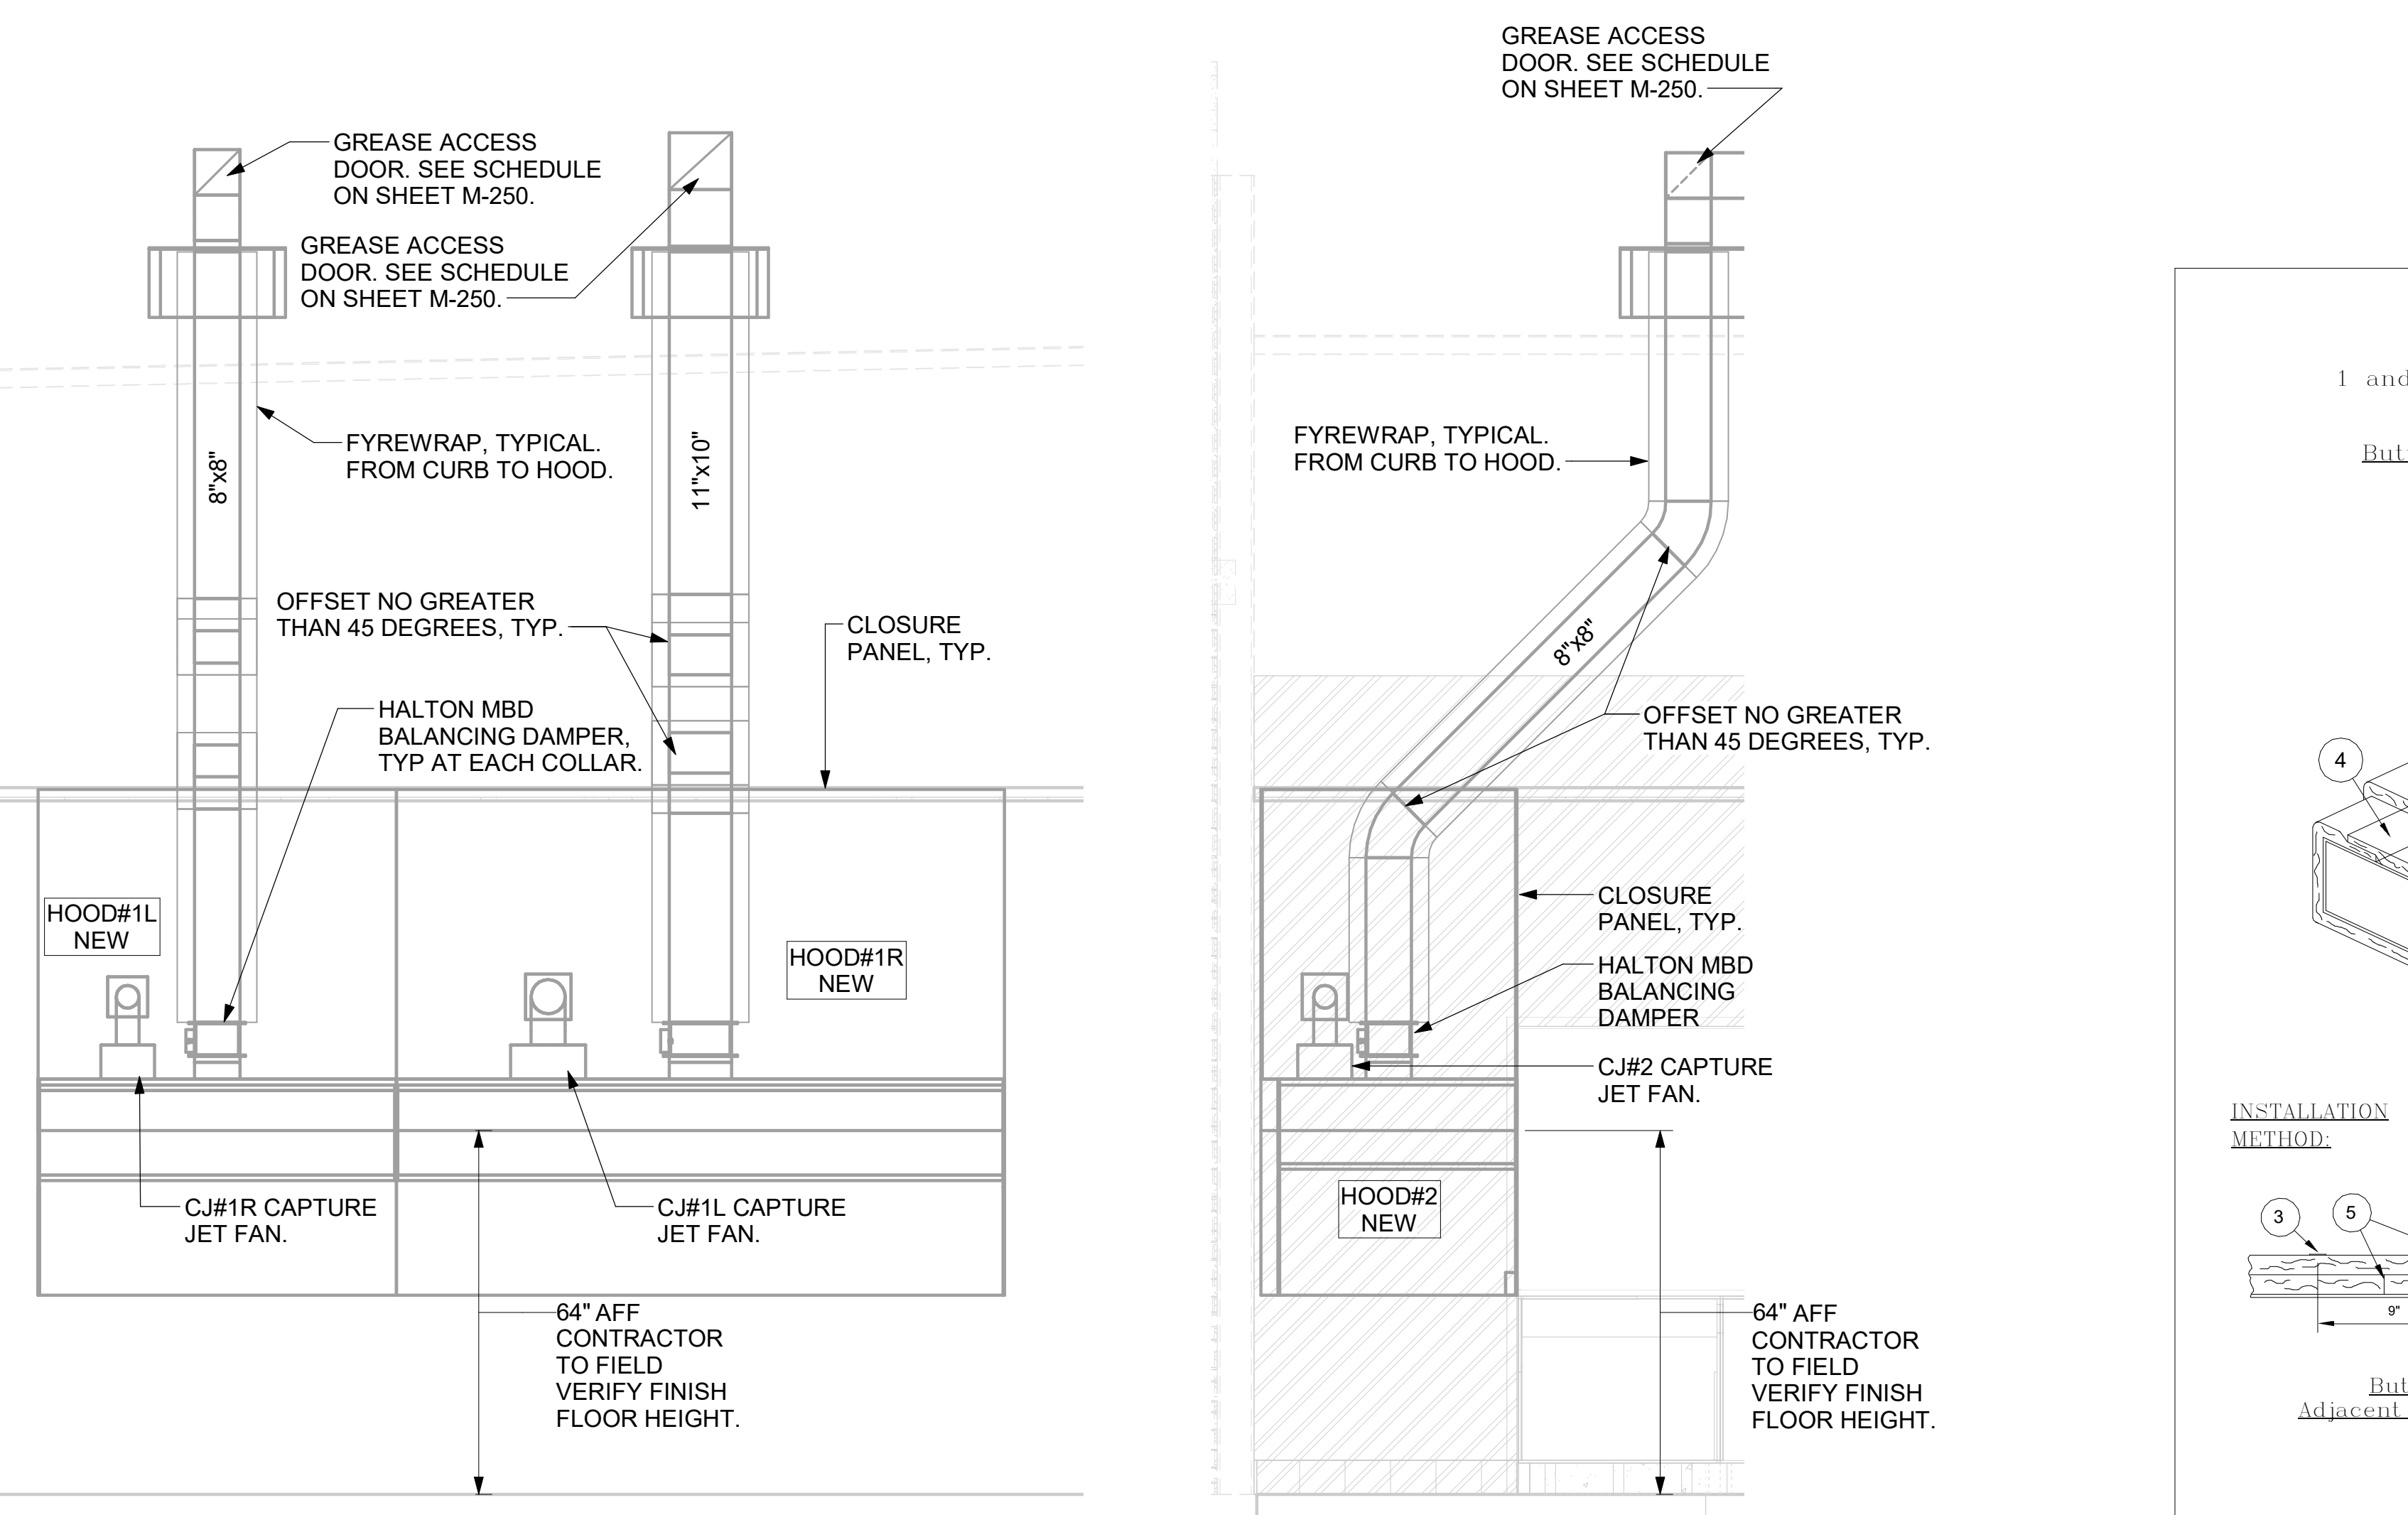 GREASE ACCESS
DOOR. SEE SCHEDULE
ON SHEET M-250.
GREASE ACCESS
DOOR. SEE SCHEDULE
ON SHEET M-250.
8"x8"
11"x10"
FYREWRAP, TYPICAL.
FROM CURB TO HOOD.
OFFSET NO GREATER
THAN 45 DEGREES, TYP.
CLOSURE
PANEL, TYP.
HALTON MBD
BALANCING DAMPER,
TYP AT EACH COLLAR.
HOOD#1L
NEW
HOOD#1R
NEW
CJ#1R CAPTURE
JET FAN.
CJ#1L CAPTURE
JET FAN.
64" AFF
CONTRACTOR
TO FIELD
VERIFY FINISH
FLOOR HEIGHT.
GREASE ACCESS
DOOR. SEE SCHEDULE
ON SHEET M-250.
FYREWRAP, TYPICAL.
FROM CURB TO HOOD.
8"x8"
OFFSET NO GREATER
THAN 45 DEGREES, TYP.
CLOSURE
PANEL, TYP.
HALTON MBD
BALANCING
DAMPER
CJ#2 CAPTURE
JET FAN.
HOOD#2
NEW
64" AFF
CONTRACTOR
TO FIELD
VERIFY FINISH
FLOOR HEIGHT.
1 and
4
INSTALLATION
METHOD:
3
5
9"
Adjacent